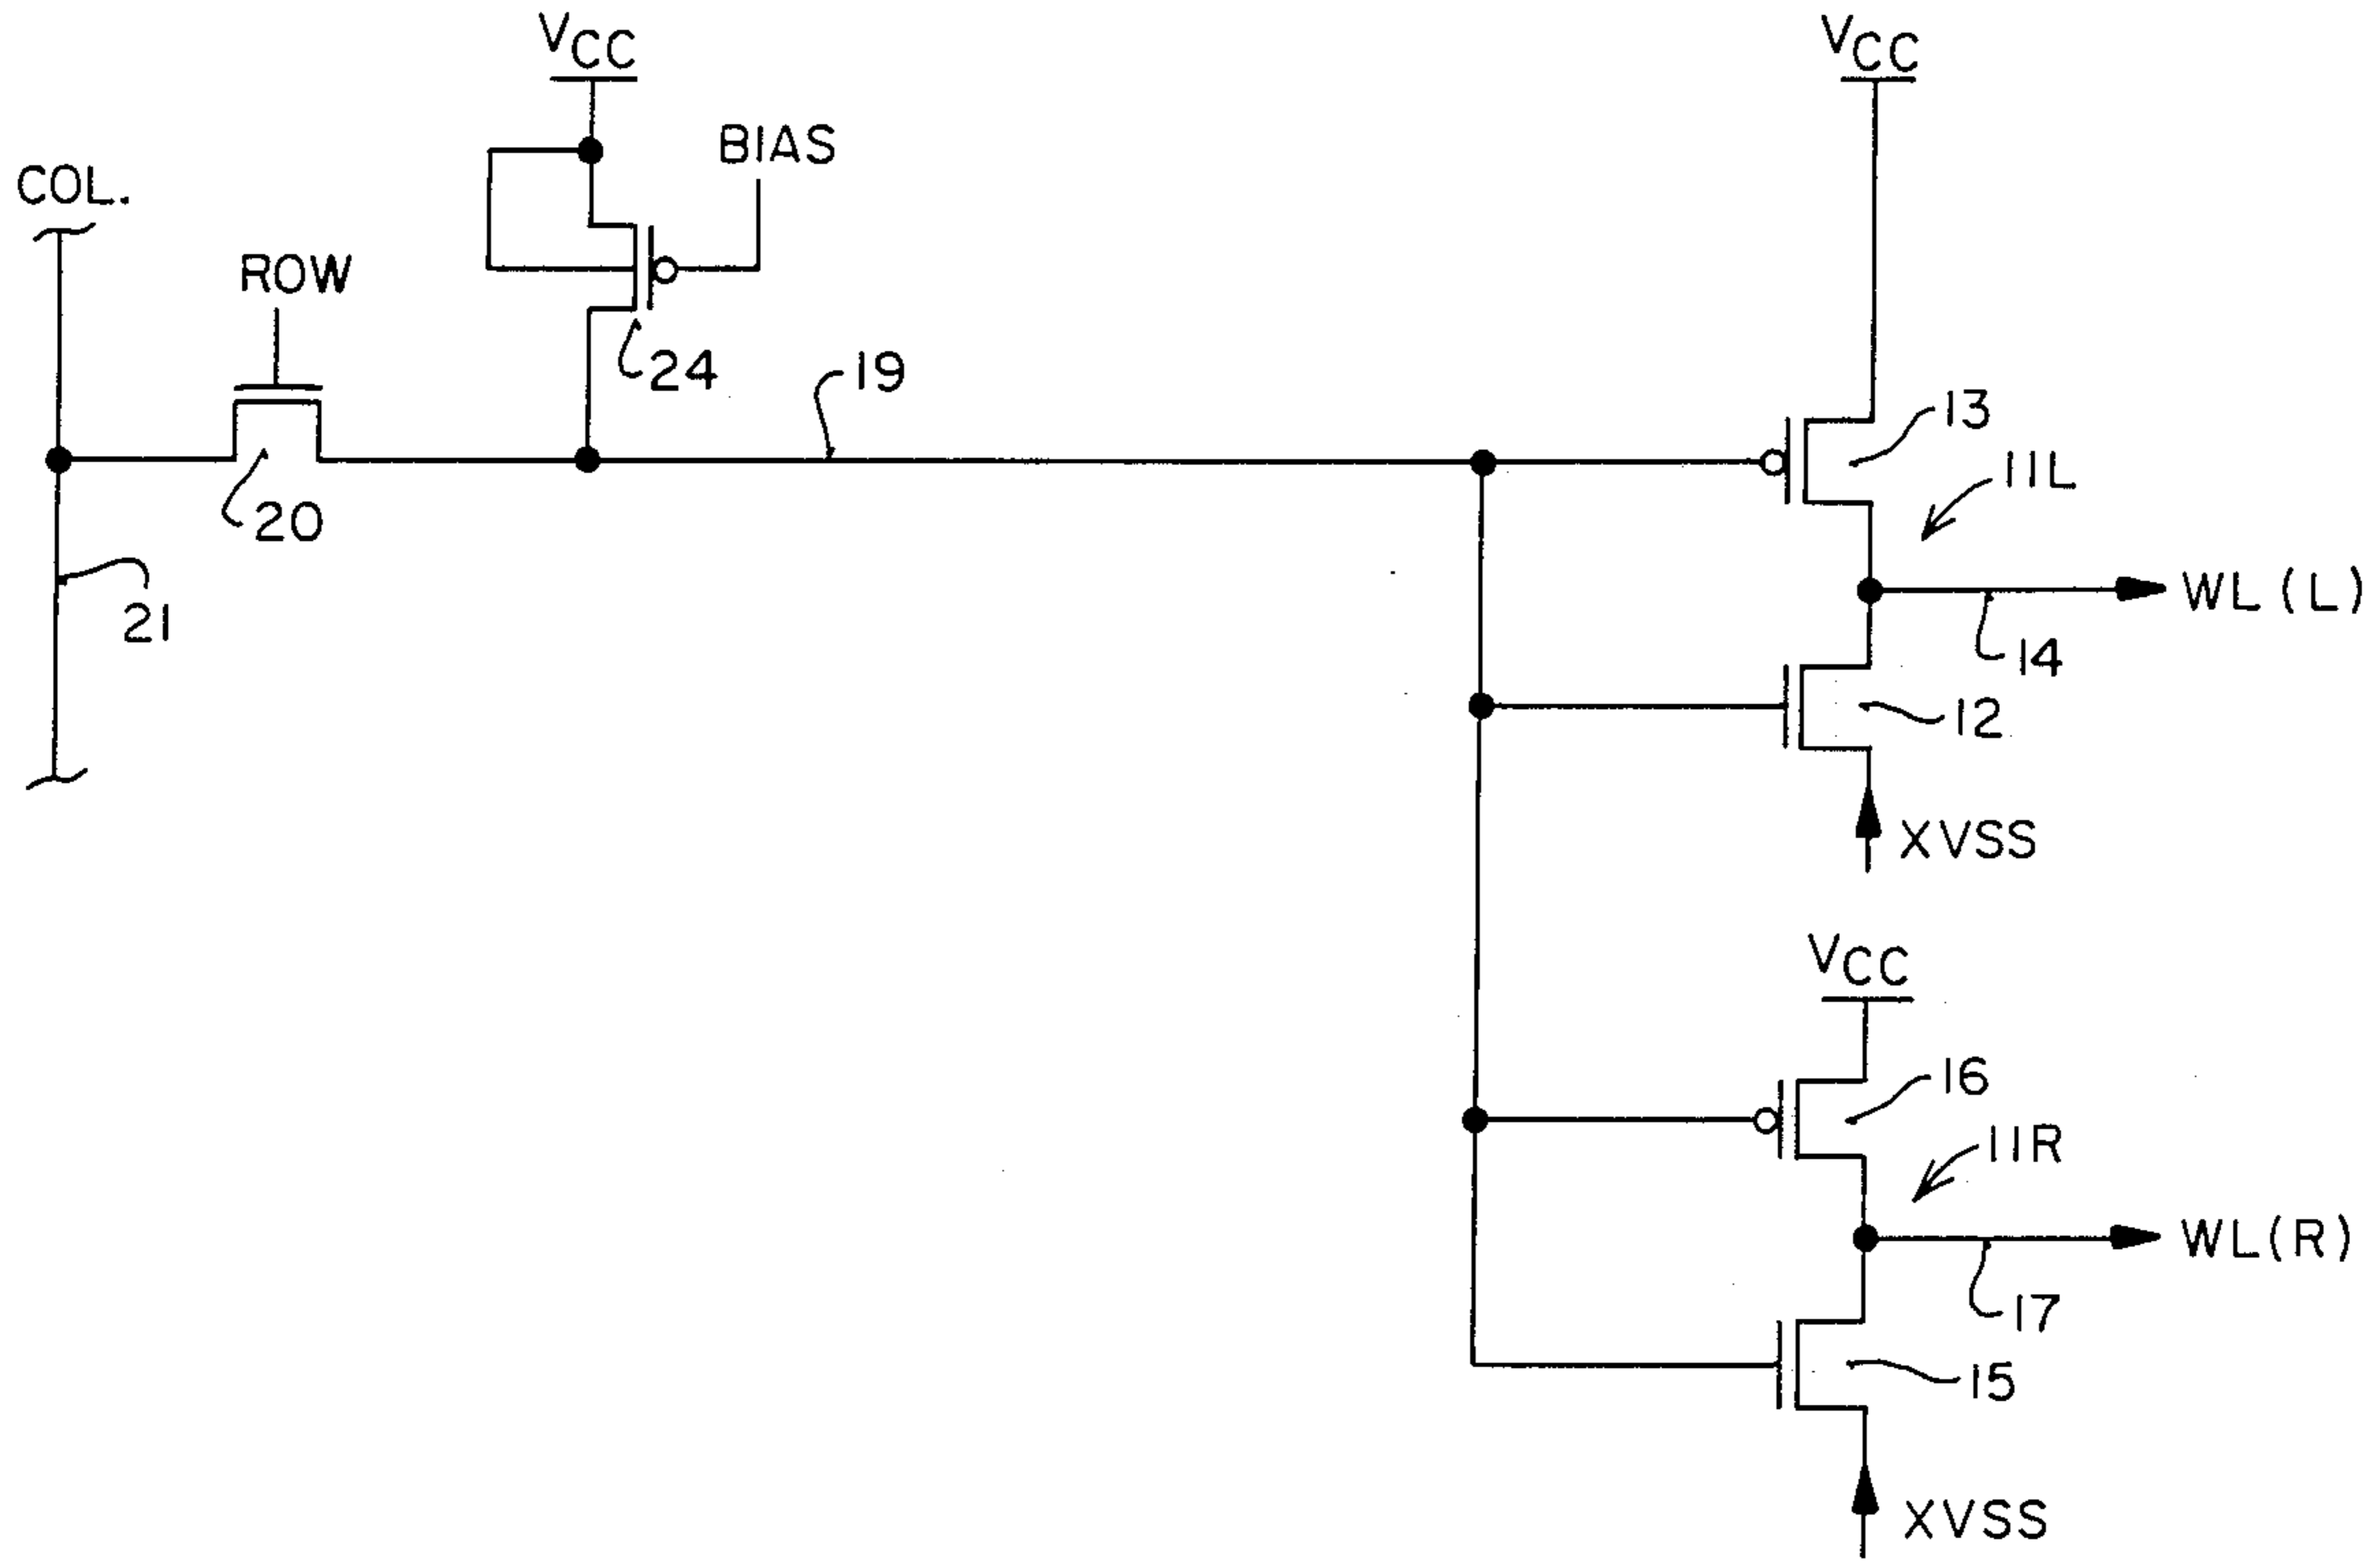 VCC
VCC
BIAS
COL.
ROW
24
19
13
20
11L
WL (L)
21
14
12
XVSS
VCC
16
11R
WL(R)
17
15
XVSS